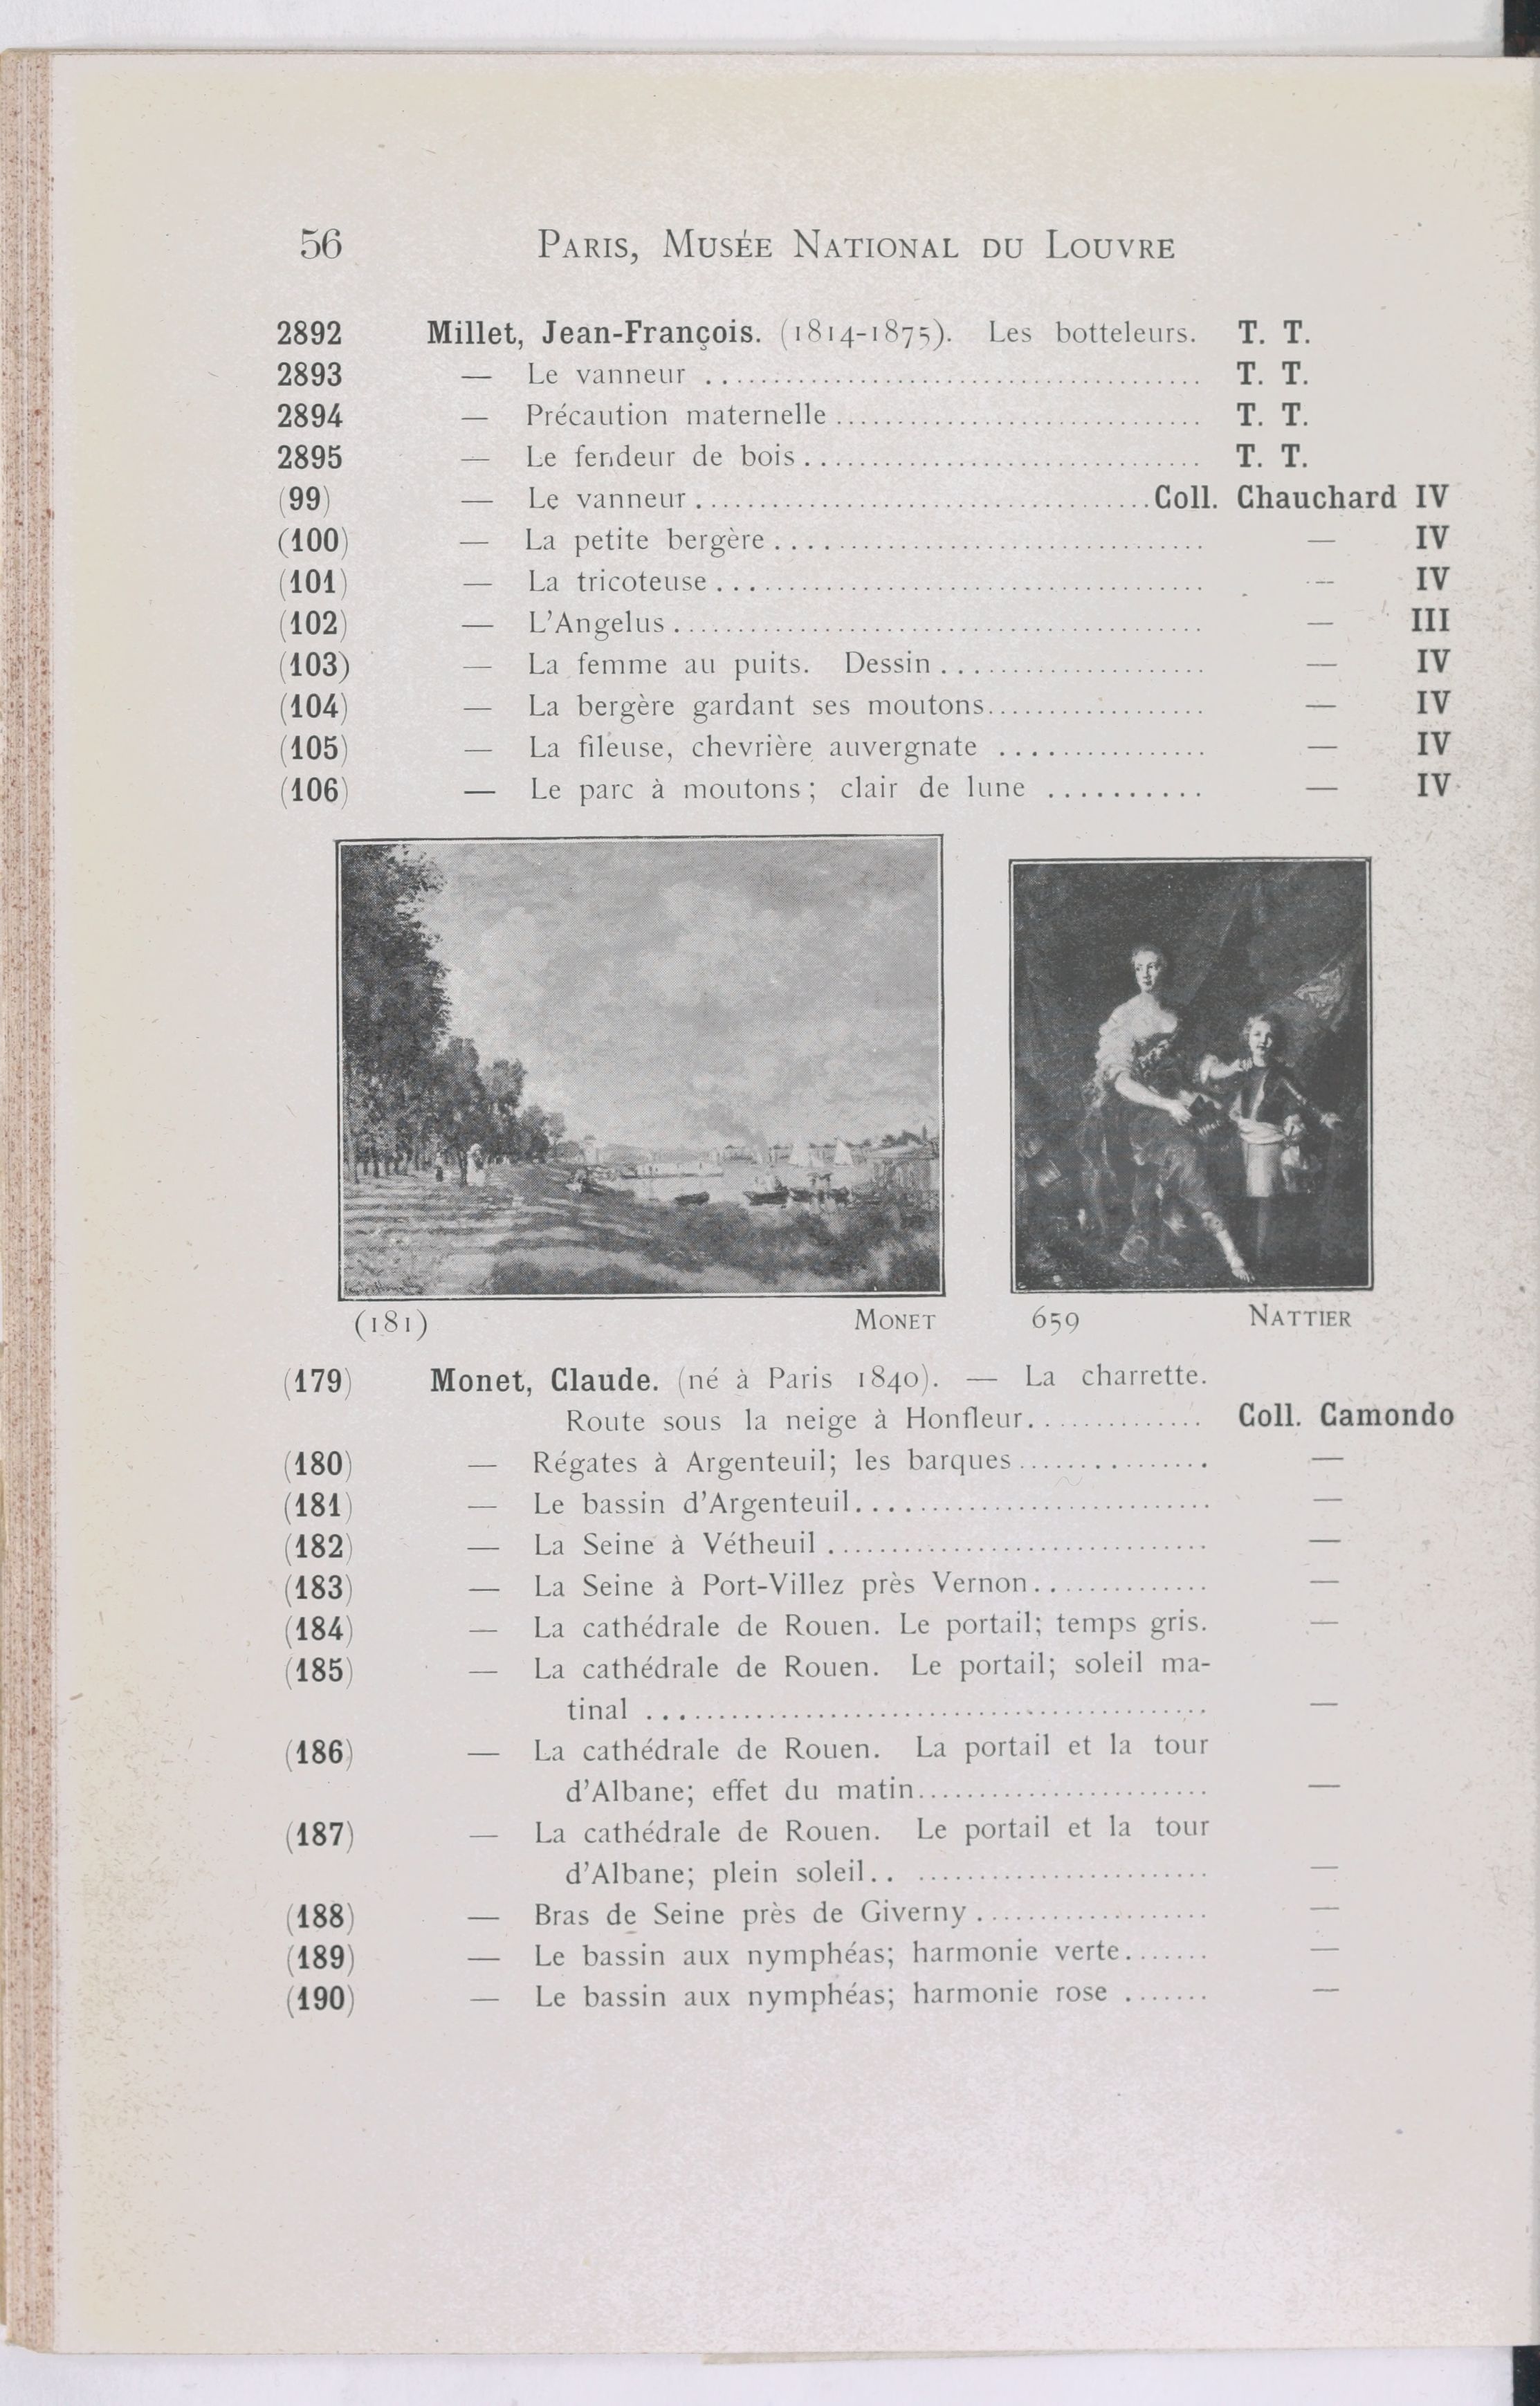 56 PARIS, MUSÉE NATIONAL DU LOUVRE
2892 Millet, Jean-François. (1814-1875). Les botteleurs. T. T.
2893 — Le vanneur ........................................ T. T.
2894 — Précaution maternelle ............................. T. T.
2895 — Le fendeur de bois ................................ T. T.
(99) — Le vanneur .................................... Coll. Chauchard IV
(100) — La petite bergère .................................. — IV
(101) — La tricoteuse ....................................... — IV
(102) — L'Angelus .......................................... — III
(103) — La femme au puits. Dessin ..................... — IV
(104) — La bergère gardant ses moutons .................. — IV
(105) — La fileuse, chevrière auvergnate ................ — IV
(106) — Le parc à moutons; clair de lune .......... — IV
(181) MONET 659 NATTIER
(179) Monet, Claude. (né à Paris 1840). — La charrette.
Route sous la neige à Honfleur .............. Coll. Camondo
(180) — Régates à Argenteuil; les barques ............... —
(181) — Le bassin d'Argenteuil ............................ —
(182) — La Seine à Vétheuil ............................... —
(183) — La Seine à Port-Villez près Vernon .............. —
(184) — La cathédrale de Rouen. Le portail; temps gris. —
(185) — La cathédrale de Rouen. Le portail; soleil ma-
tinal ............................................. —
(186) — La cathédrale de Rouen. La portail et la tour
d'Albane; effet du matin ........................ —
(187) — La cathédrale de Rouen. Le portail et la tour
d'Albane; plein soleil .. ........................ —
(188) — Bras de Seine près de Giverny ................... —
(189) — Le bassin aux nymphéas; harmonie verte ....... —
(190) — Le bassin aux nymphéas; harmonie rose ....... —